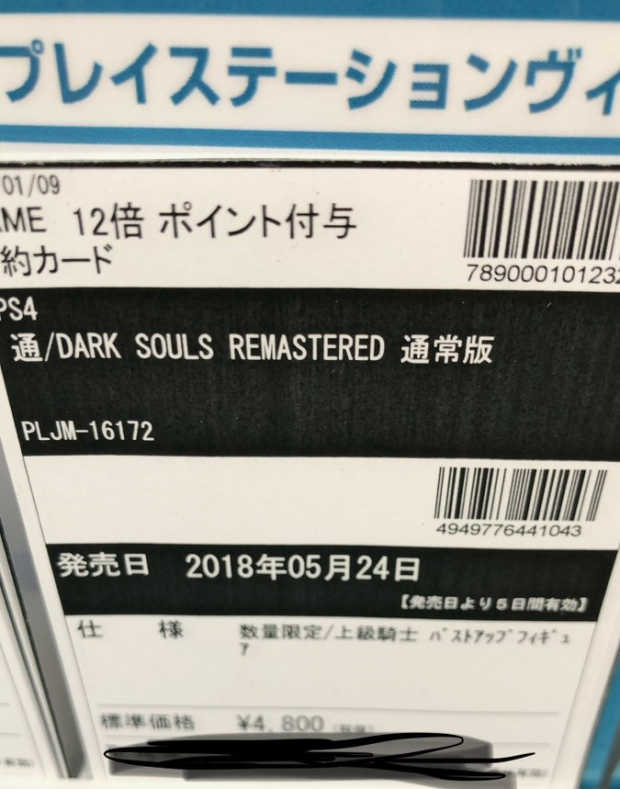 プレイステーションヴィ
/01/09
AME 12倍 ポイント付与
約カード
789000101232
PS4
通/DARK SOULS REMASTERED 通常版
PLJM-16172
4949776441043
発売日 2018年05月24日
【発売日より5日間有効】
仕 様 数量限定/上級騎士 ﾊﾞｽﾄｱｯﾌﾟﾌｨｷﾞｭ
ｱ
標準価格 ¥4,800